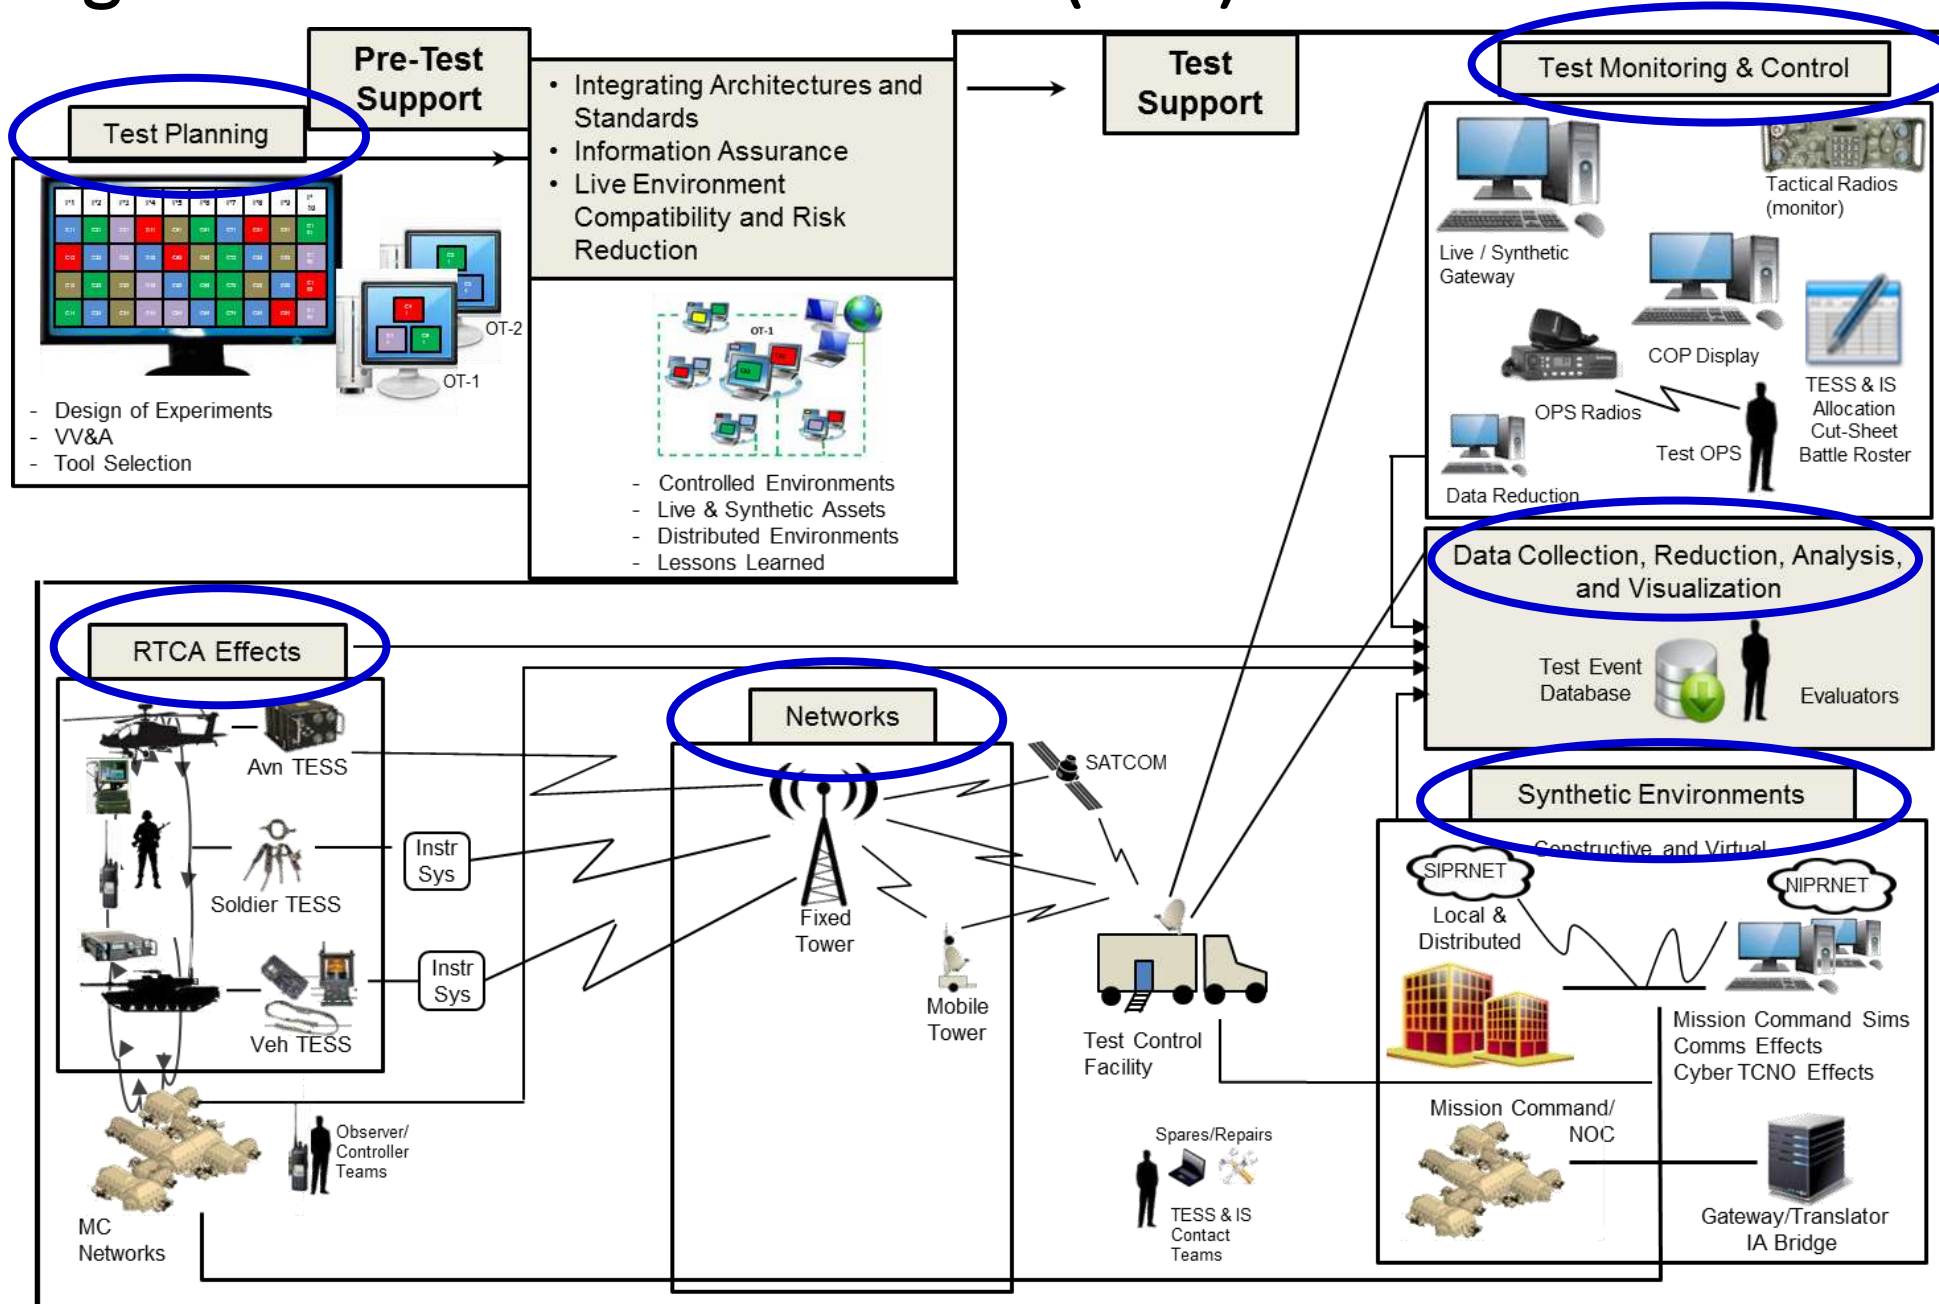 Pre-Test
Support
Test Planning
OT-2
OT-1
- Design of Experiments
- VV&A
- Tool Selection
• Integrating Architectures and
Standards
• Information Assurance
• Live Environment
Compatibility and Risk
Reduction
OT-1
- Controlled Environments
- Live & Synthetic Assets
- Distributed Environments
- Lessons Learned
Test
Support
Test Monitoring & Control
Tactical Radios
(monitor)
Live / Synthetic
Gateway
COP Display
OPS Radios
TESS & IS
Allocation
Cut-Sheet
Battle Roster
Test OPS
Data Reduction
Data Collection, Reduction, Analysis,
and Visualization
Test Event
Database
Evaluators
RTCA Effects
Avn TESS
Soldier TESS
Veh TESS
Instr
Sys
Instr
Sys
MC
Networks
Observer/
Controller
Teams
Networks
Fixed
Tower
Mobile
Tower
SATCOM
Test Control
Facility
Spares/Repairs
TESS & IS
Contact
Teams
Synthetic Environments
Constructive and Virtual
SIPRNET
NIPRNET
Local &
Distributed
Mission Command Sims
Comms Effects
Cyber TCNO Effects
Mission Command/
NOC
Gateway/Translator
IA Bridge